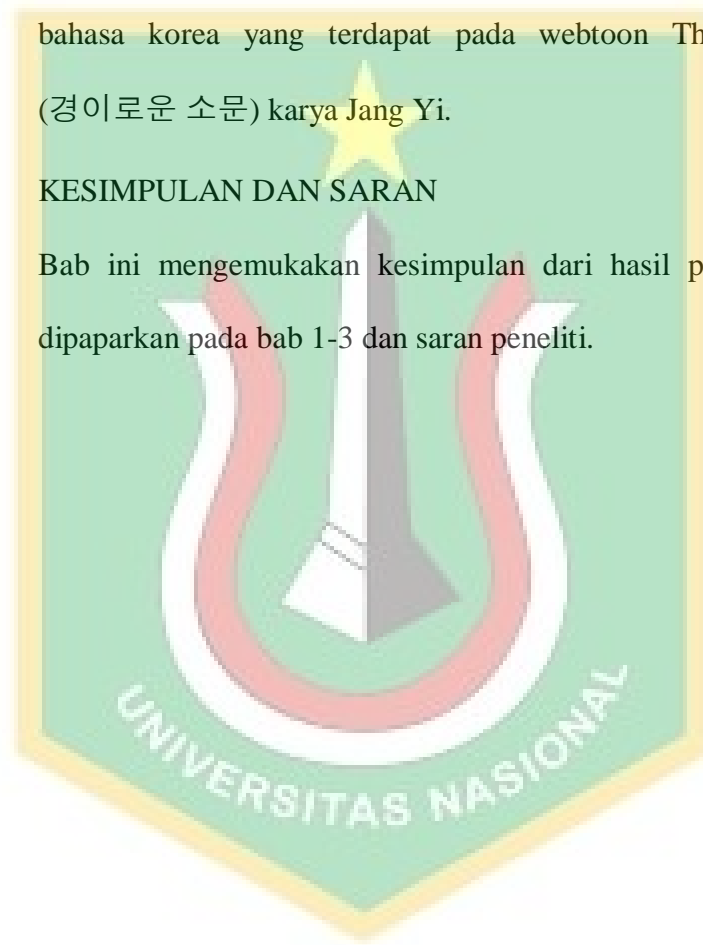 bahasa korea yang terdapat pada webtoon Th
(경이로운 소문) karya Jang Yi.
KESIMPULAN DAN SARAN
Bab ini mengemukakan kesimpulan dari hasil p
dipaparkan pada bab 1-3 dan saran peneliti.
UNIVERSITAS NASIONAL